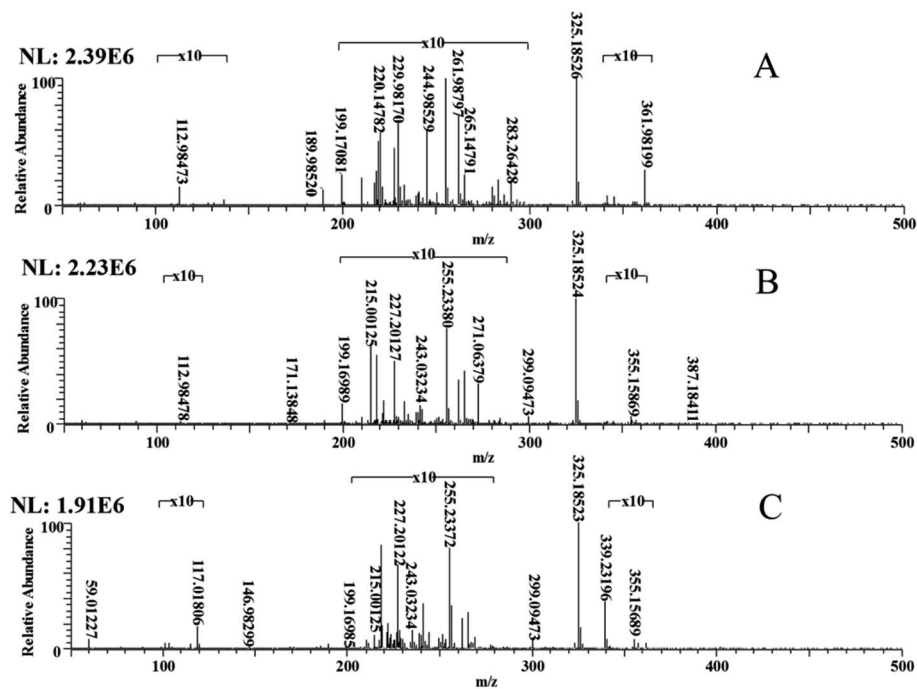 NL: 2.39E6
x10
x10
x10
A
Relative Abundance
100
0
112.98473
189.98520
199.17081
220.14782
229.98170
244.98529
261.98797
265.14791
283.26428
325.18526
361.98199
100
200
300
400
500
m/z
NL: 2.23E6
x10
x10
x10
B
Relative Abundance
100
0
112.98478
171.13848
199.16989
215.00125
227.20127
243.03234
255.23380
271.06379
299.09473
325.18524
355.15869
387.18411
100
200
300
400
500
m/z
NL: 1.91E6
x10
x10
x10
C
Relative Abundance
100
0
59.01227
117.01806
146.98299
199.16985
215.00125
227.20122
243.03234
255.23372
299.09473
325.18523
339.23196
355.15689
100
200
300
400
500
m/z